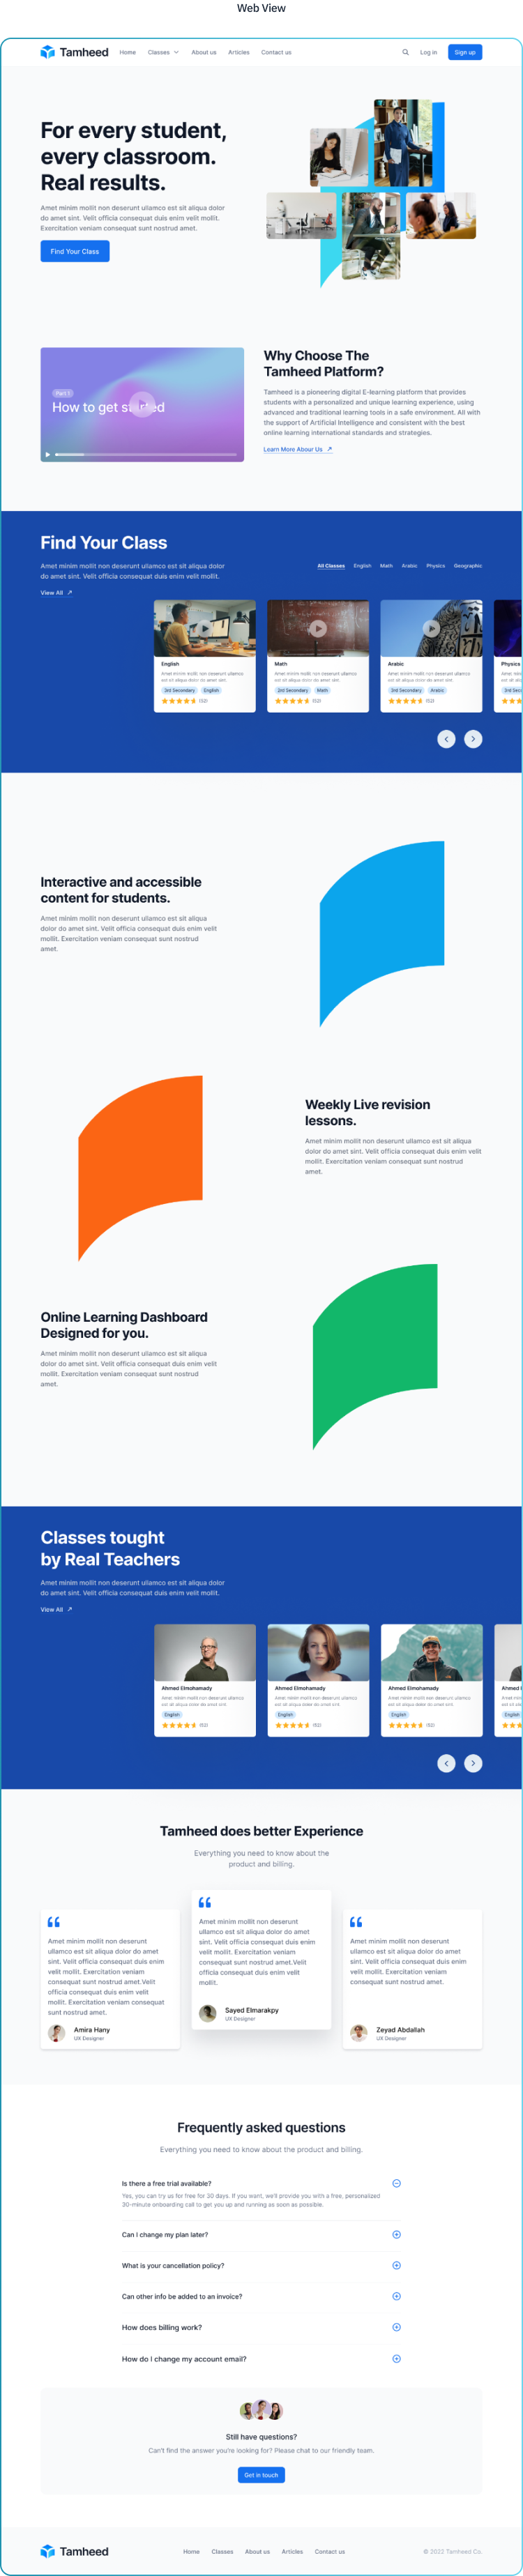 Web View
Tamheed
Home Classes About us Articles Contact us
Log in
Sign up
For every student,
every classroom.
Real results.
Amet minim mollit non deserunt ullamco est sit aliqua dolor
do amet sint. Velit officia consequat duis enim velit mollit.
Exercitation veniam consequat sunt nostrud amet.
Find Your Class
Part 1
How to get started
Why Choose The
Tamheed Platform?
Tamheed is a pioneering digital E-learning platform that provides
students with a personalized and unique learning experience, using
advanced and traditional learning tools in a safe environment. All with
the support of Artificial Intelligence and consistent with the best
online learning international standards and strategies.
Learn More Abour Us
Find Your Class
Amet minim mollit non deserunt ullamco est sit aliqua dolor
do amet sint. Velit officia consequat duis enim velit mollit.
View All
All Classes English Math Arabic Physics Geographic
English
Amet minim mollit non deserunt ullamco
est sit aliqua dolor do amet sint.
3rd Secondary English
(52)
Math
Amet minim mollit non deserunt ullamco
est sit aliqua dolor do amet sint.
3rd Secondary Math
(52)
Arabic
Amet minim mollit non deserunt ullamco
est sit aliqua dolor do amet sint.
3rd Secondary Arabic
(52)
Physics
Interactive and accessible
content for students.
Amet minim mollit non deserunt ullamco est sit aliqua
dolor do amet sint. Velit officia consequat duis enim velit
mollit. Exercitation veniam consequat sunt nostrud
amet.
Weekly Live revision
lessons.
Amet minim mollit non deserunt ullamco est sit aliqua
dolor do amet sint. Velit officia consequat duis enim velit
mollit. Exercitation veniam consequat sunt nostrud
amet.
Online Learning Dashboard
Designed for you.
Amet minim mollit non deserunt ullamco est sit aliqua
dolor do amet sint. Velit officia consequat duis enim velit
mollit. Exercitation veniam consequat sunt nostrud
amet.
Classes tought
by Real Teachers
Amet minim mollit non deserunt ullamco est sit aliqua dolor
do amet sint. Velit officia consequat duis enim velit mollit.
View All
Ahmed Elmohamady
Amet minim mollit non deserunt ullamco
est sit aliqua dolor do amet sint.
English
(52)
Ahmed Elmohamady
Amet minim mollit non deserunt ullamco
est sit aliqua dolor do amet sint.
English
(52)
Ahmed Elmohamady
Amet minim mollit non deserunt ullamco
est sit aliqua dolor do amet sint.
English
(52)
Ahmed
English
Tamheed does better Experience
Everything you need to know about the
product and billing.
Amet minim mollit non deserunt
ullamco est sit aliqua dolor do amet
sint. Velit officia consequat duis enim
velit mollit. Exercitation veniam
consequat sunt nostrud amet.Velit
officia consequat duis enim velit
mollit. Exercitation veniam consequat
sunt nostrud amet.
Amira Hany
UX Designer
Amet minim mollit non deserunt
ullamco est sit aliqua dolor do amet
sint. Velit officia consequat duis enim
velit mollit. Exercitation veniam
consequat sunt nostrud amet.Velit
officia consequat duis enim velit
mollit.
Sayed Elmarakpy
UX Designer
Amet minim mollit non deserunt
ullamco est sit aliqua dolor do amet
sint. Velit officia consequat duis enim
velit mollit. Exercitation veniam
consequat sunt nostrud amet.
Zeyad Abdallah
UX Designer
Frequently asked questions
Everything you need to know about the product and billing.
Is there a free trial available?
Yes, you can try us for free for 30 days. If you want, we'll provide you with a free, personalized
30-minute onboarding call to get you up and running as soon as possible.
Can I change my plan later?
What is your cancellation policy?
Can other info be added to an invoice?
How does billing work?
How do I change my account email?
Still have questions?
Can't find the answer you're looking for? Please chat to our friendly team.
Get in touch
Tamheed
Home Classes About us Articles Contact us
© 2022 Tamheed Co.